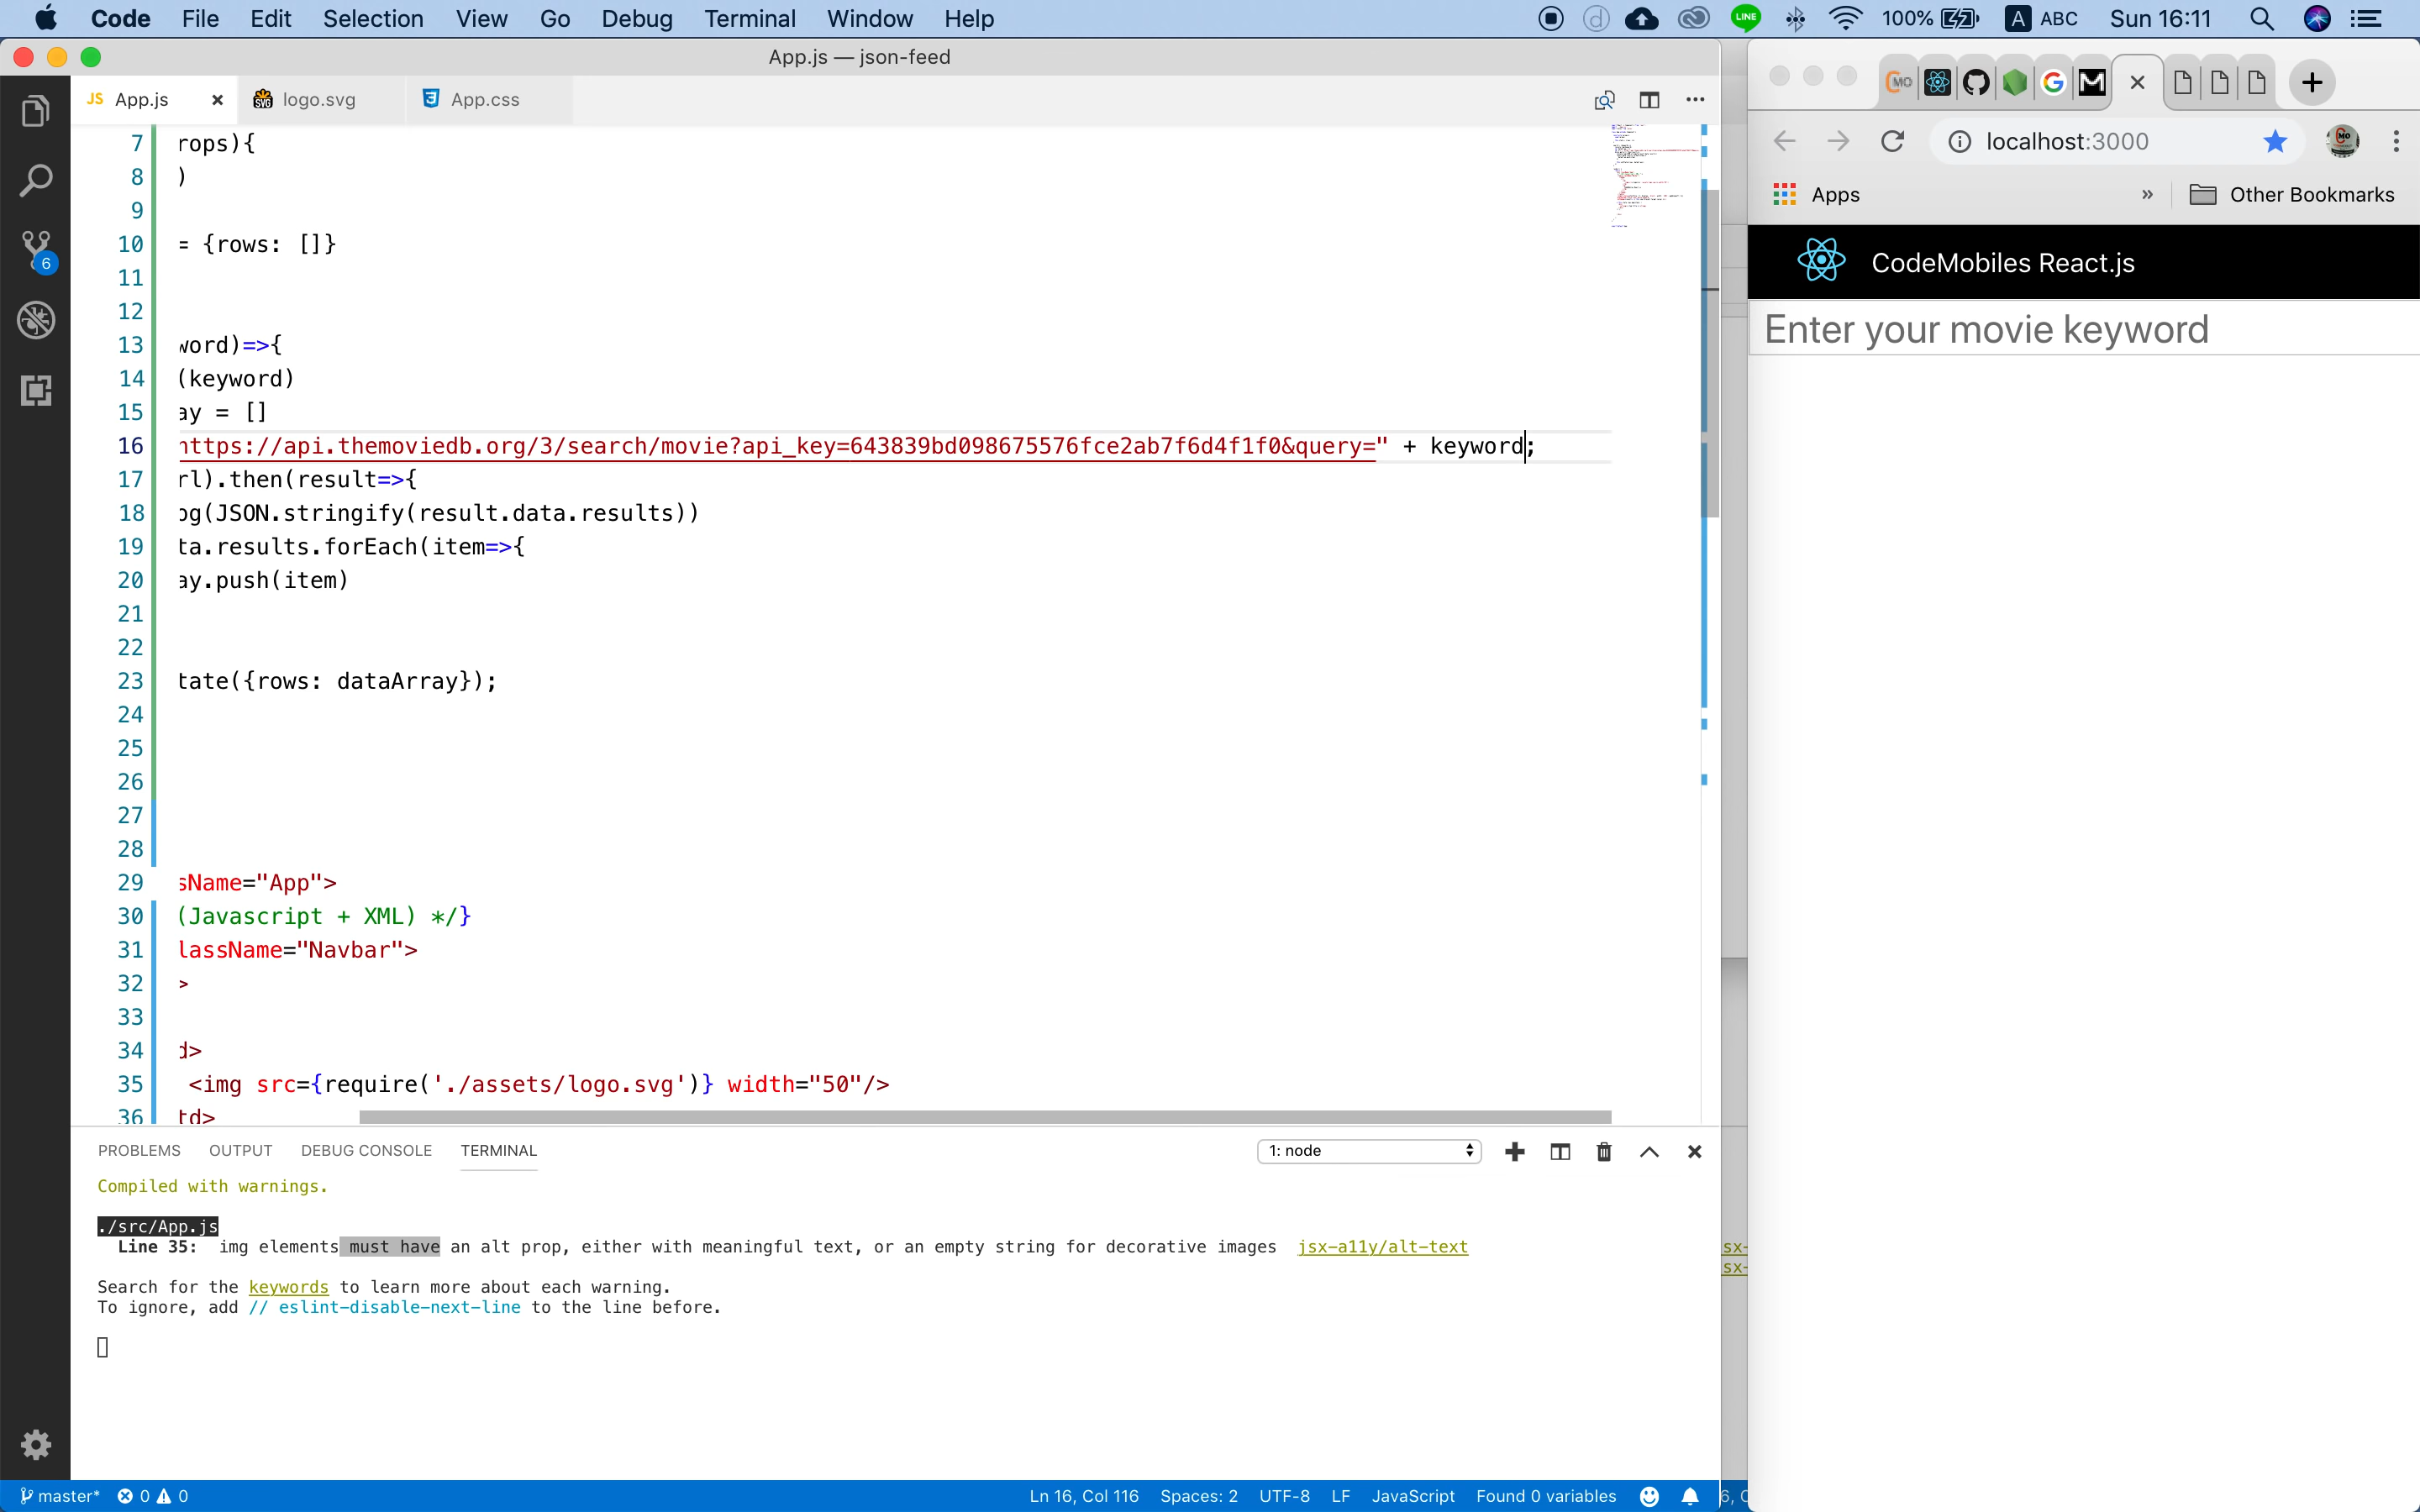 Code File Edit Selection View Go Debug Terminal Window Help
LINE 100% A ABC Sun 16:11
App.js — json-feed
JS App.js logo.svg App.css
7 rops){
8 )
9
10 = {rows: []}
11
12
13 word)=>{
14 (keyword)
15 ay = []
16 https://api.themoviedb.org/3/search/movie?api_key=643839bd098675576fce2ab7f6d4f1f0&query=" + keyword;
17 rl).then(result=>{
18 og(JSON.stringify(result.data.results))
19 ta.results.forEach(item=>{
20 ay.push(item)
21
22
23 tate({rows: dataArray});
24
25
26
27
28
29 sName="App">
30 (Javascript + XML) */}
31 lassName="Navbar">
32 >
33
34 d>
35 <img src={require('./assets/logo.svg')} width="50"/>
36 td>
PROBLEMS OUTPUT DEBUG CONSOLE TERMINAL 1: node
Compiled with warnings.
./src/App.js
Line 35: img elements must have an alt prop, either with meaningful text, or an empty string for decorative images jsx-a11y/alt-text
Search for the keywords to learn more about each warning.
To ignore, add // eslint-disable-next-line to the line before.
master* 0 0 Ln 16, Col 116 Spaces: 2 UTF-8 LF JavaScript Found 0 variables
6
sx-
sx-
6, C
localhost:3000
Apps » Other Bookmarks
CodeMobiles React.js
Enter your movie keyword